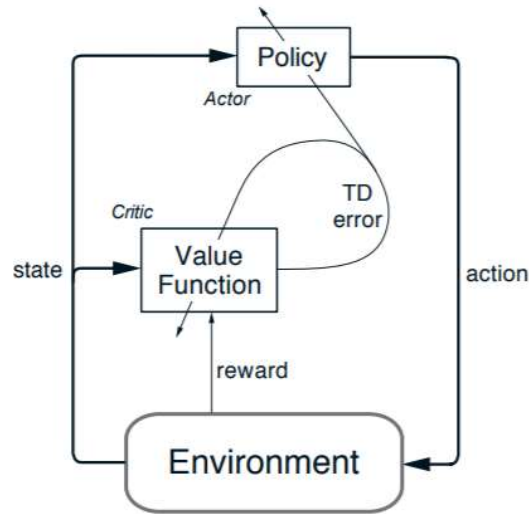 Policy
Actor
TD
error
Critic
Value
Function
state
action
reward
Environment